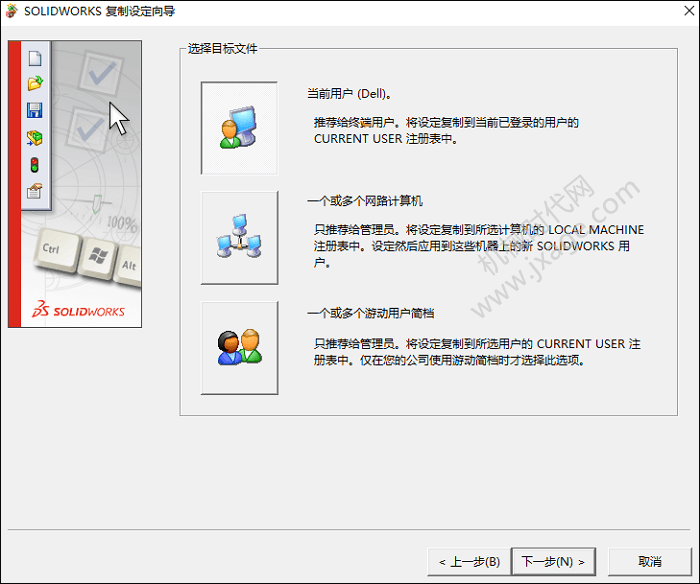 SOLIDWORKS 复制设定向导
选择目标文件
当前用户 (Dell)。
推荐给终端用户。将设定复制到当前已登录的用户的
CURRENT USER 注册表中。
一个或多个网路计算机
只推荐给管理员。将设定复制到所选计算机的 LOCAL MACHINE
注册表中。设定然后应用到这些机器上的新 SOLIDWORKS 用
户。
一个或多个游动用户简档
只推荐给管理员。将设定复制到所选用户的 CURRENT USER 注
册表中。仅在您的公司使用游动简档时才选择此选项。
100%
Ctrl
Alt
SOLIDWORKS
机械时代网
www.jxage.com
< 上一步(B)
下一步(N) >
取消